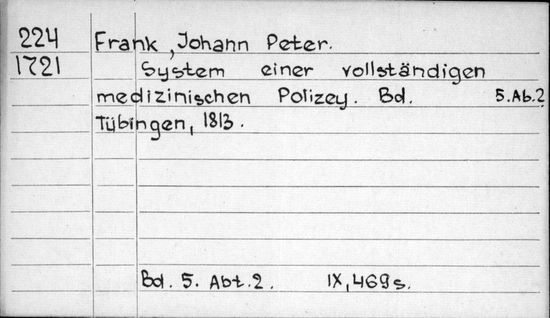 224 Frank, Johann Peter.
1721 System einer vollständigen
medizinischen Polizey. Bd. 5.Ab.2
Tübingen, 1813.
Bd. 5. Abt. 2. IX, 469 s.